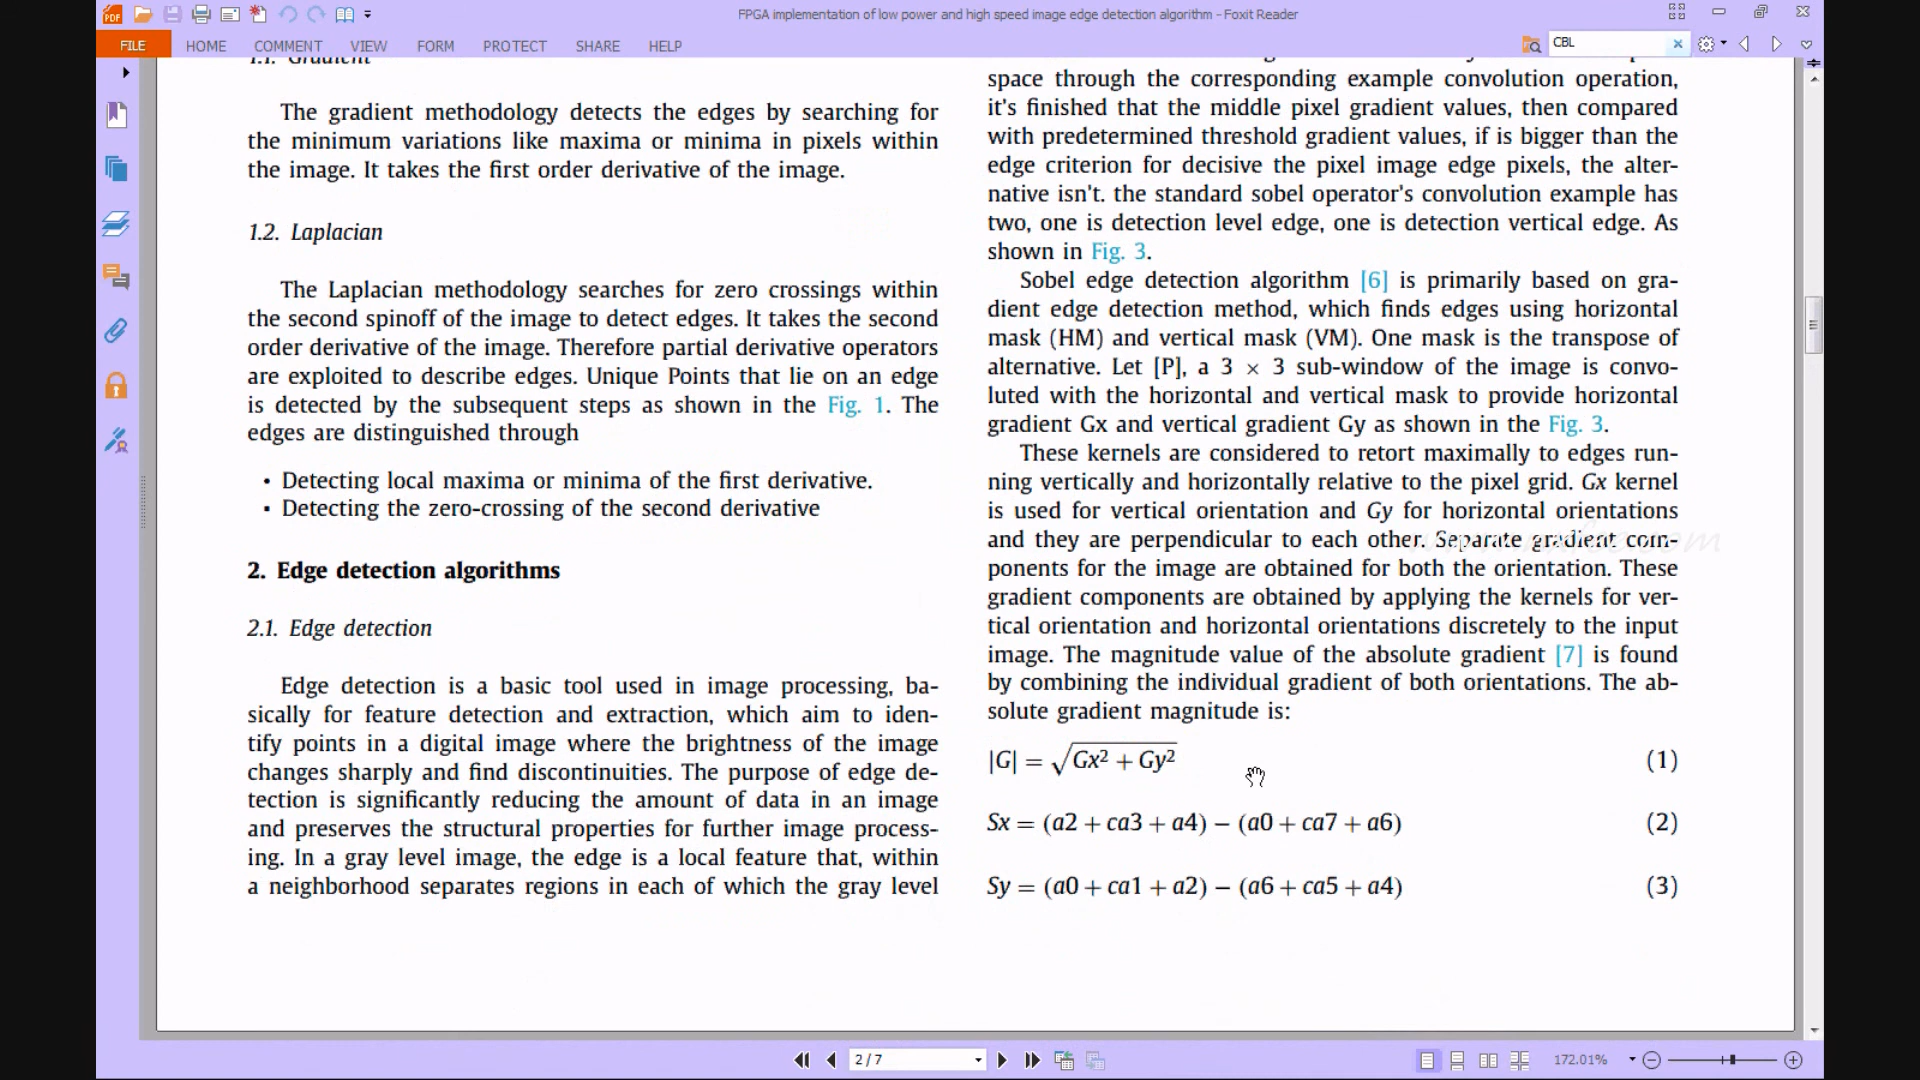 FPGA implementation of low power and high speed image edge detection algorithm - Foxit Reader
FILE HOME COMMENT VIEW FORM PROTECT SHARE HELP
CBL
1.1. Gradient
The gradient methodology detects the edges by searching for
the minimum variations like maxima or minima in pixels within
the image. It takes the first order derivative of the image.
1.2. Laplacian
The Laplacian methodology searches for zero crossings within
the second spinoff of the image to detect edges. It takes the second
order derivative of the image. Therefore partial derivative operators
are exploited to describe edges. Unique Points that lie on an edge
is detected by the subsequent steps as shown in the Fig. 1. The
edges are distinguished through
• Detecting local maxima or minima of the first derivative.
• Detecting the zero-crossing of the second derivative
2. Edge detection algorithms
2.1. Edge detection
Edge detection is a basic tool used in image processing, ba-
sically for feature detection and extraction, which aim to iden-
tify points in a digital image where the brightness of the image
changes sharply and find discontinuities. The purpose of edge de-
tection is significantly reducing the amount of data in an image
and preserves the structural properties for further image process-
ing. In a gray level image, the edge is a local feature that, within
a neighborhood separates regions in each of which the gray level
space through the corresponding example convolution operation,
it's finished that the middle pixel gradient values, then compared
with predetermined threshold gradient values, if is bigger than the
edge criterion for decisive the pixel image edge pixels, the alter-
native isn't. the standard sobel operator's convolution example has
two, one is detection level edge, one is detection vertical edge. As
shown in Fig. 3.
Sobel edge detection algorithm [6] is primarily based on gra-
dient edge detection method, which finds edges using horizontal
mask (HM) and vertical mask (VM). One mask is the transpose of
alternative. Let [P], a 3 × 3 sub-window of the image is convo-
luted with the horizontal and vertical mask to provide horizontal
gradient Gx and vertical gradient Gy as shown in the Fig. 3.
These kernels are considered to retort maximally to edges run-
ning vertically and horizontally relative to the pixel grid. Gx kernel
is used for vertical orientation and Gy for horizontal orientations
and they are perpendicular to each other. Separate gradient com-
ponents for the image are obtained for both the orientation. These
gradient components are obtained by applying the kernels for ver-
tical orientation and horizontal orientations discretely to the input
image. The magnitude value of the absolute gradient [7] is found
by combining the individual gradient of both orientations. The ab-
solute gradient magnitude is:
|G| = √Gx² + Gy² (1)
Sx = (a2 + ca3 + a4) – (a0 + ca7 + a6) (2)
Sy = (a0 + ca1 + a2) – (a6 + ca5 + a4) (3)
2 / 7
172.01%